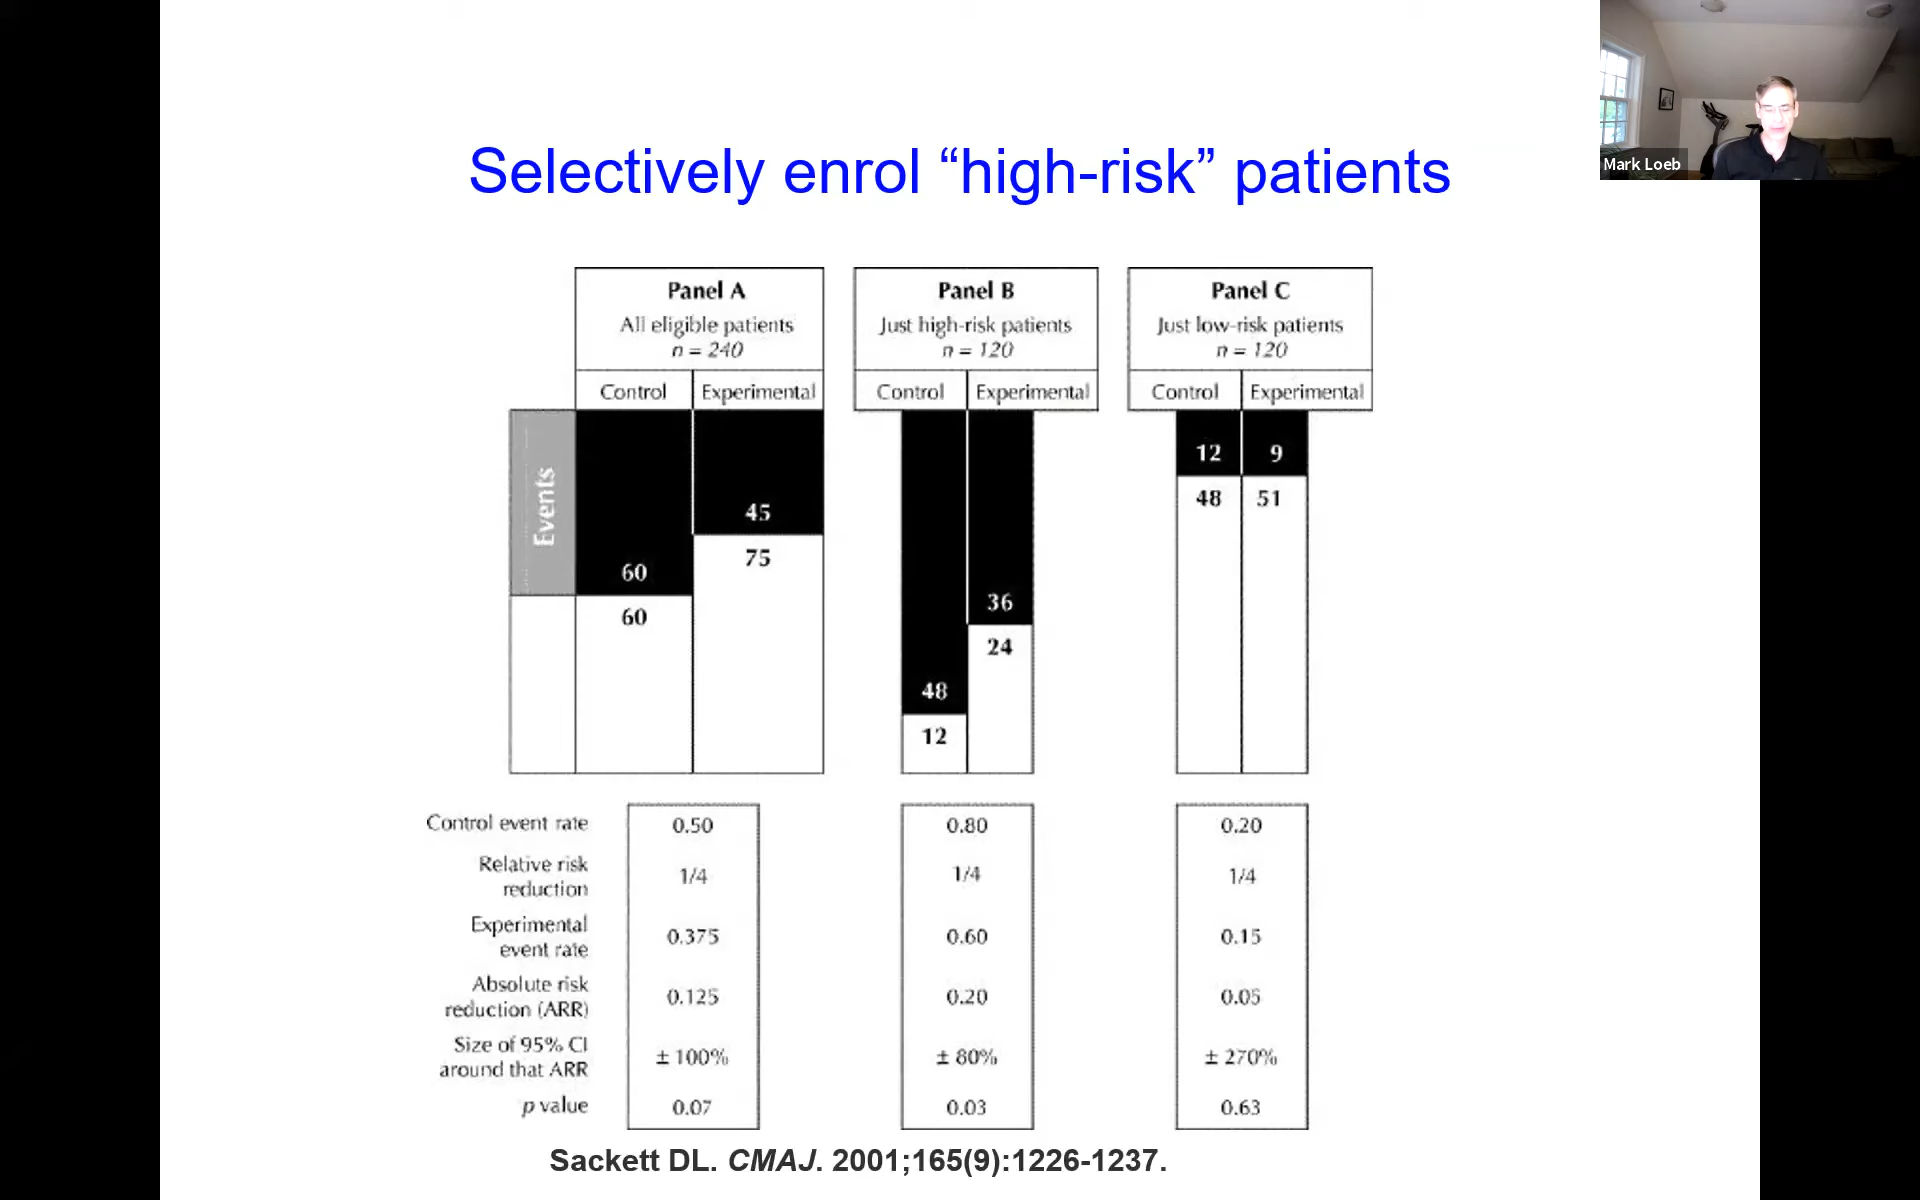 Mark Loeb
Selectively enrol “high-risk” patients
Panel A
All eligible patients
n = 240
Control Experimental
Panel B
Just high-risk patients
n = 120
Control Experimental
Panel C
Just low-risk patients
n = 120
Control Experimental
Events
60
60
45
75
48
12
36
24
12
48
9
51
Control event rate 0.50 0.80 0.20
Relative risk
reduction 1/4 1/4 1/4
Experimental
event rate 0.375 0.60 0.15
Absolute risk
reduction (ARR) 0.125 0.20 0.05
Size of 95% CI
around that ARR ± 100% ± 80% ± 270%
p value 0.07 0.03 0.63
Sackett DL. CMAJ. 2001;165(9):1226-1237.